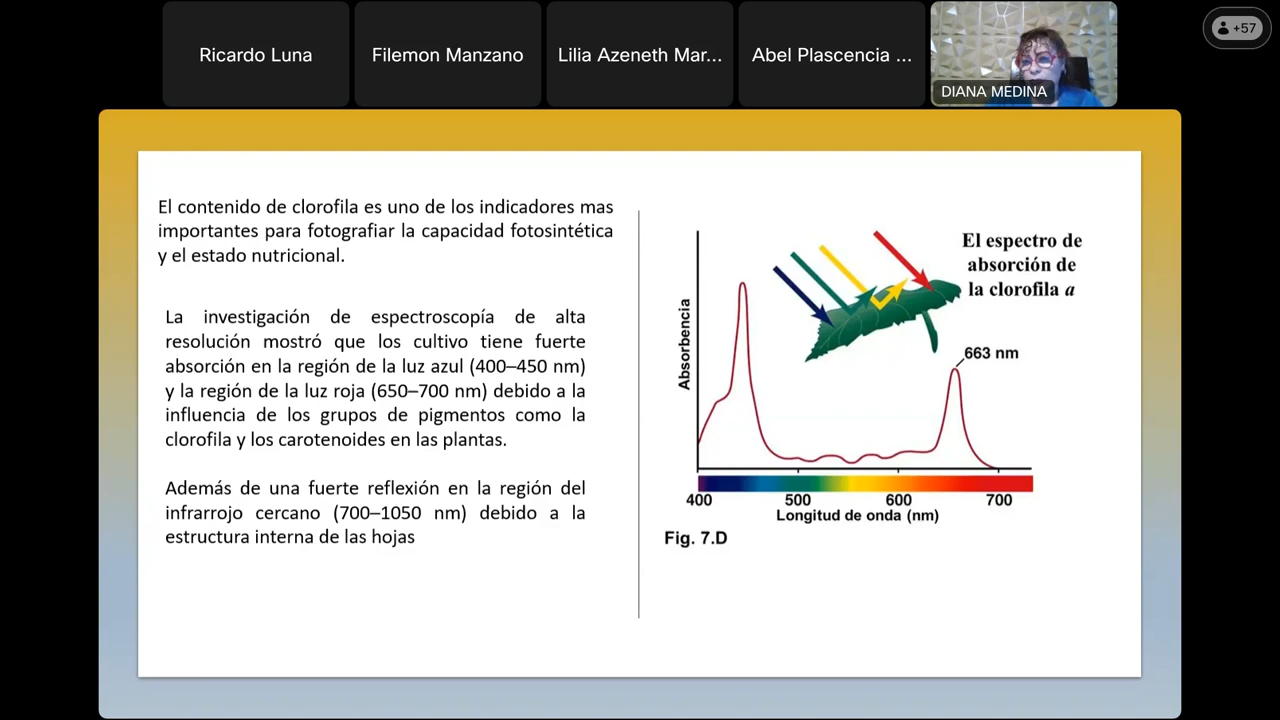 Ricardo Luna
Filemon Manzano
Lilia Azeneth Mar...
Abel Plascencia ...
DIANA MEDINA
+57
El contenido de clorofila es uno de los indicadores mas
importantes para fotografiar la capacidad fotosintética
y el estado nutricional.
La investigación de espectroscopía de alta
resolución mostró que los cultivo tiene fuerte
absorción en la región de la luz azul (400–450 nm)
y la región de la luz roja (650–700 nm) debido a la
influencia de los grupos de pigmentos como la
clorofila y los carotenoides en las plantas.
Además de una fuerte reflexión en la región del
infrarrojo cercano (700–1050 nm) debido a la
estructura interna de las hojas
El espectro de
absorción de
la clorofila a
663 nm
Absorbencia
400 500 600 700
Longitud de onda (nm)
Fig. 7.D